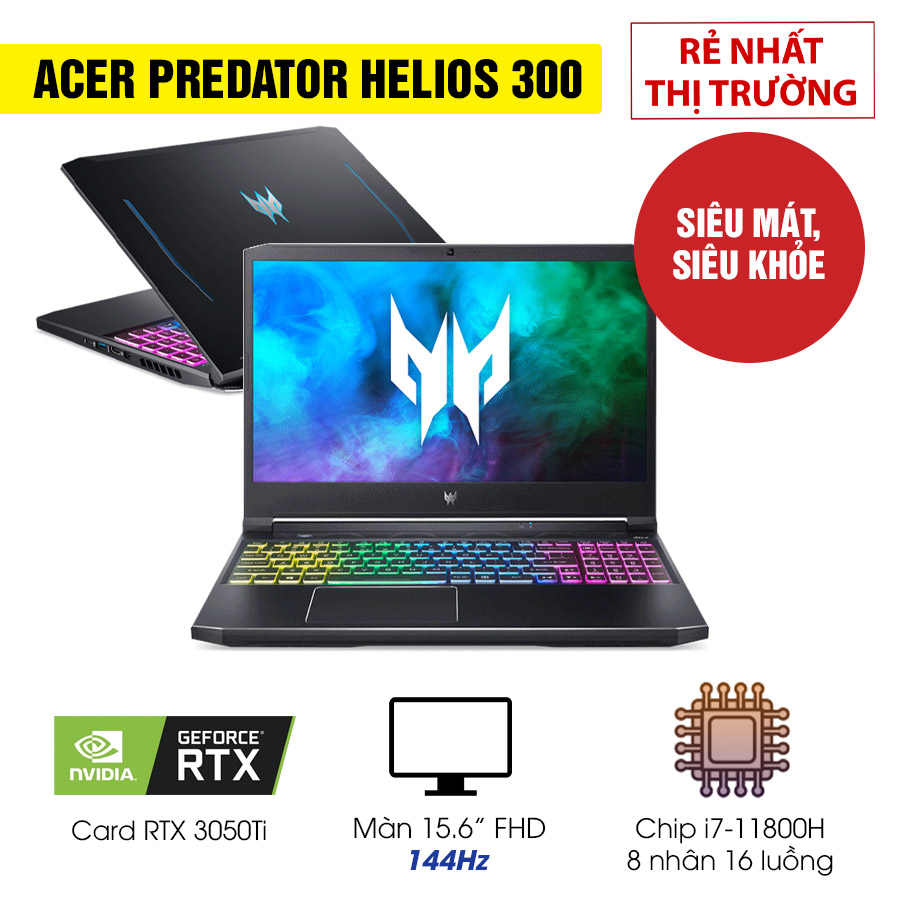 ACER PREDATOR HELIOS 300
RẺ NHẤT
THỊ TRƯỜNG
SIÊU MÁT,
SIÊU KHỎE
NVIDIA.
GEFORCE
RTX
Card RTX 3050Ti
Màn 15.6“ FHD
144Hz
Chip i7-11800H
8 nhân 16 luồng